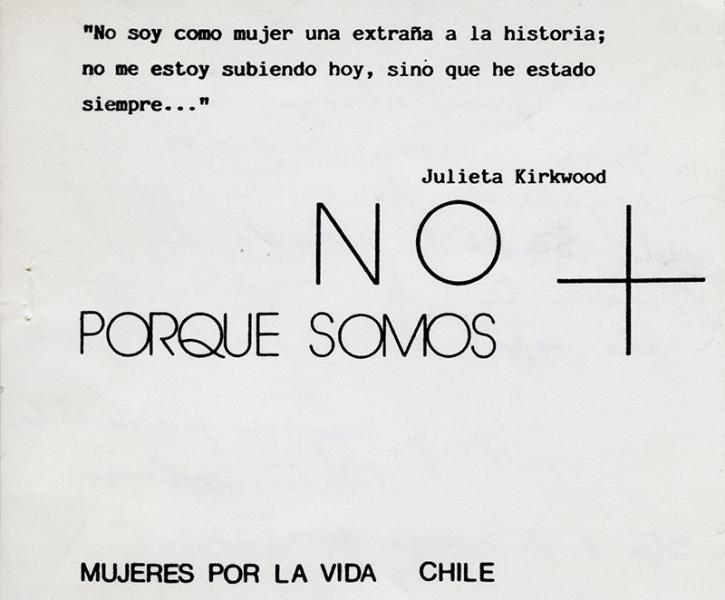 "No soy como mujer una extraña a la historia;
no me estoy subiendo hoy, sino que he estado
siempre..."
Julieta Kirkwood
NO +
PORQUE SOMOS
MUJERES POR LA VIDA CHILE